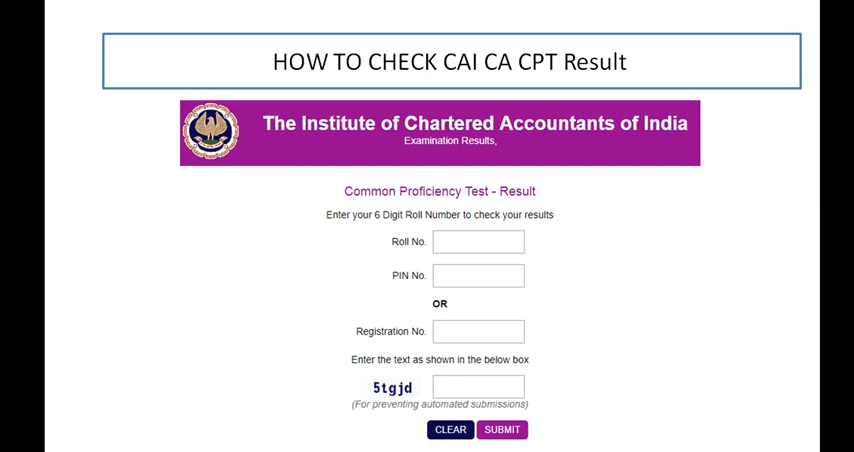 HOW TO CHECK CAI CA CPT Result
The Institute of Chartered Accountants of India
Examination Results,
Common Proficiency Test - Result
Enter your 6 Digit Roll Number to check your results
Roll No.
PIN No.
OR
Registration No.
Enter the text as shown in the below box
5tgjd
(For preventing automated submissions)
CLEAR SUBMIT